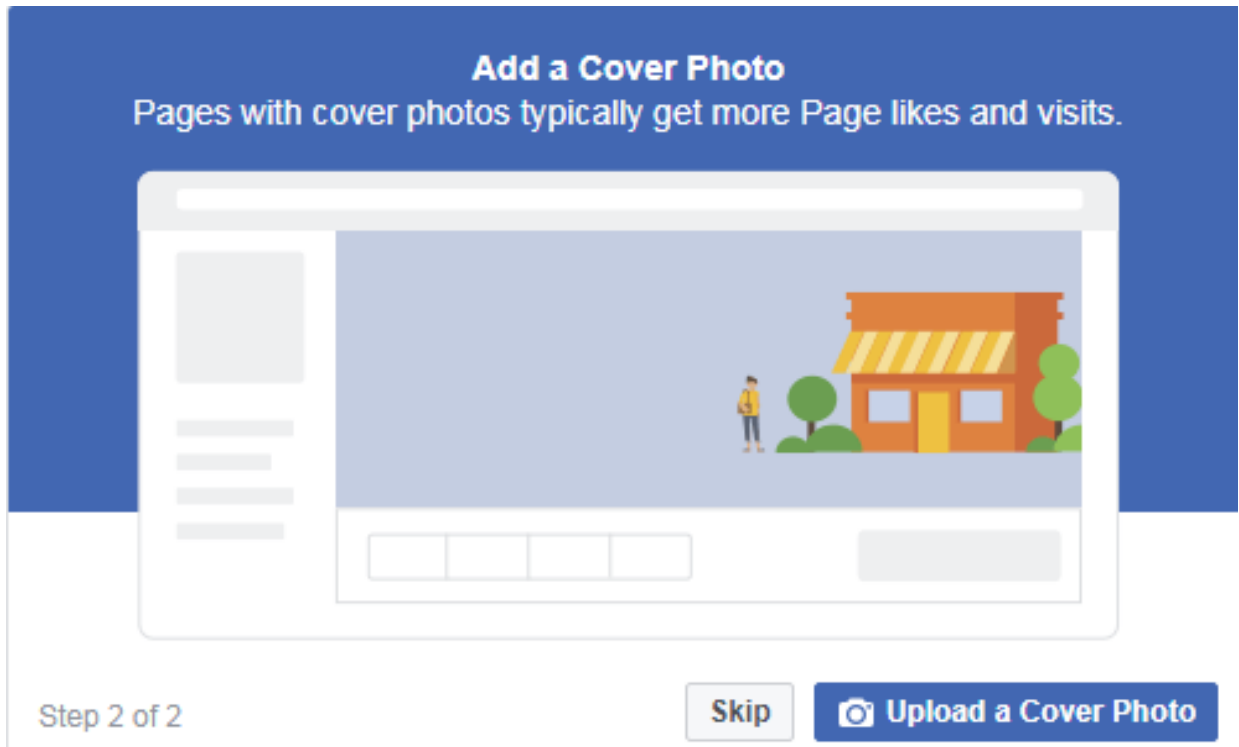 Add a Cover Photo
Pages with cover photos typically get more Page likes and visits.
Step 2 of 2
Skip
Upload a Cover Photo